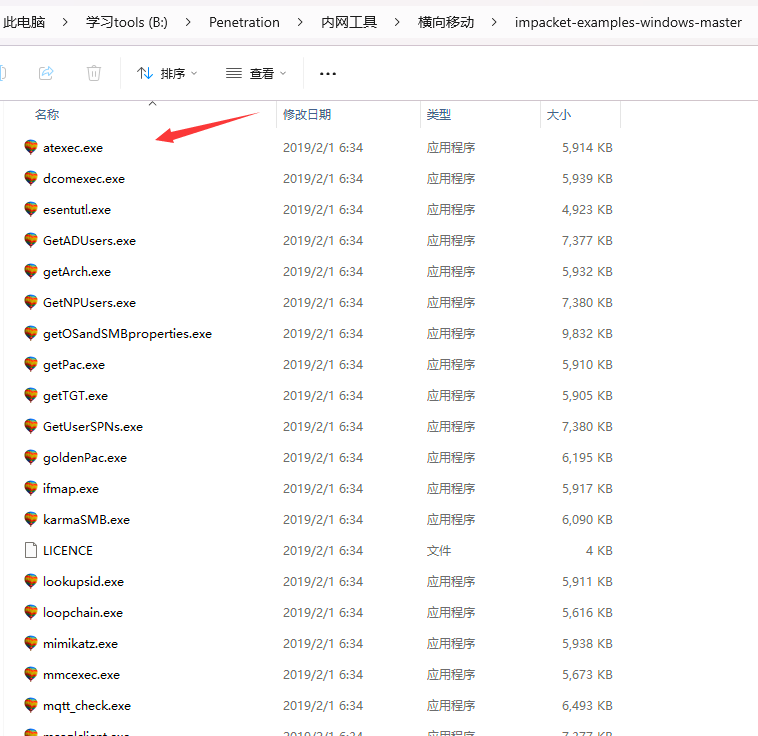 此电脑 > 学习tools (B:) > Penetration > 内网工具 > 横向移动 > impacket-examples-windows-master
排序 查看 ...
名称 修改日期 类型 大小
atexec.exe 2019/2/1 6:34 应用程序 5,914 KB
dcomexec.exe 2019/2/1 6:34 应用程序 5,939 KB
esentutl.exe 2019/2/1 6:34 应用程序 4,923 KB
GetADUsers.exe 2019/2/1 6:34 应用程序 7,377 KB
getArch.exe 2019/2/1 6:34 应用程序 5,932 KB
GetNPUsers.exe 2019/2/1 6:34 应用程序 7,380 KB
getOSandSMBproperties.exe 2019/2/1 6:34 应用程序 9,832 KB
getPac.exe 2019/2/1 6:34 应用程序 5,910 KB
getTGT.exe 2019/2/1 6:34 应用程序 5,905 KB
GetUserSPNs.exe 2019/2/1 6:34 应用程序 7,380 KB
goldenPac.exe 2019/2/1 6:34 应用程序 6,195 KB
ifmap.exe 2019/2/1 6:34 应用程序 5,917 KB
karmaSMB.exe 2019/2/1 6:34 应用程序 6,090 KB
LICENCE 2019/2/1 6:34 文件 4 KB
lookupsid.exe 2019/2/1 6:34 应用程序 5,911 KB
loopchain.exe 2019/2/1 6:34 应用程序 5,616 KB
mimikatz.exe 2019/2/1 6:34 应用程序 5,938 KB
mmcexec.exe 2019/2/1 6:34 应用程序 5,673 KB
mqtt_check.exe 2019/2/1 6:34 应用程序 6,493 KB